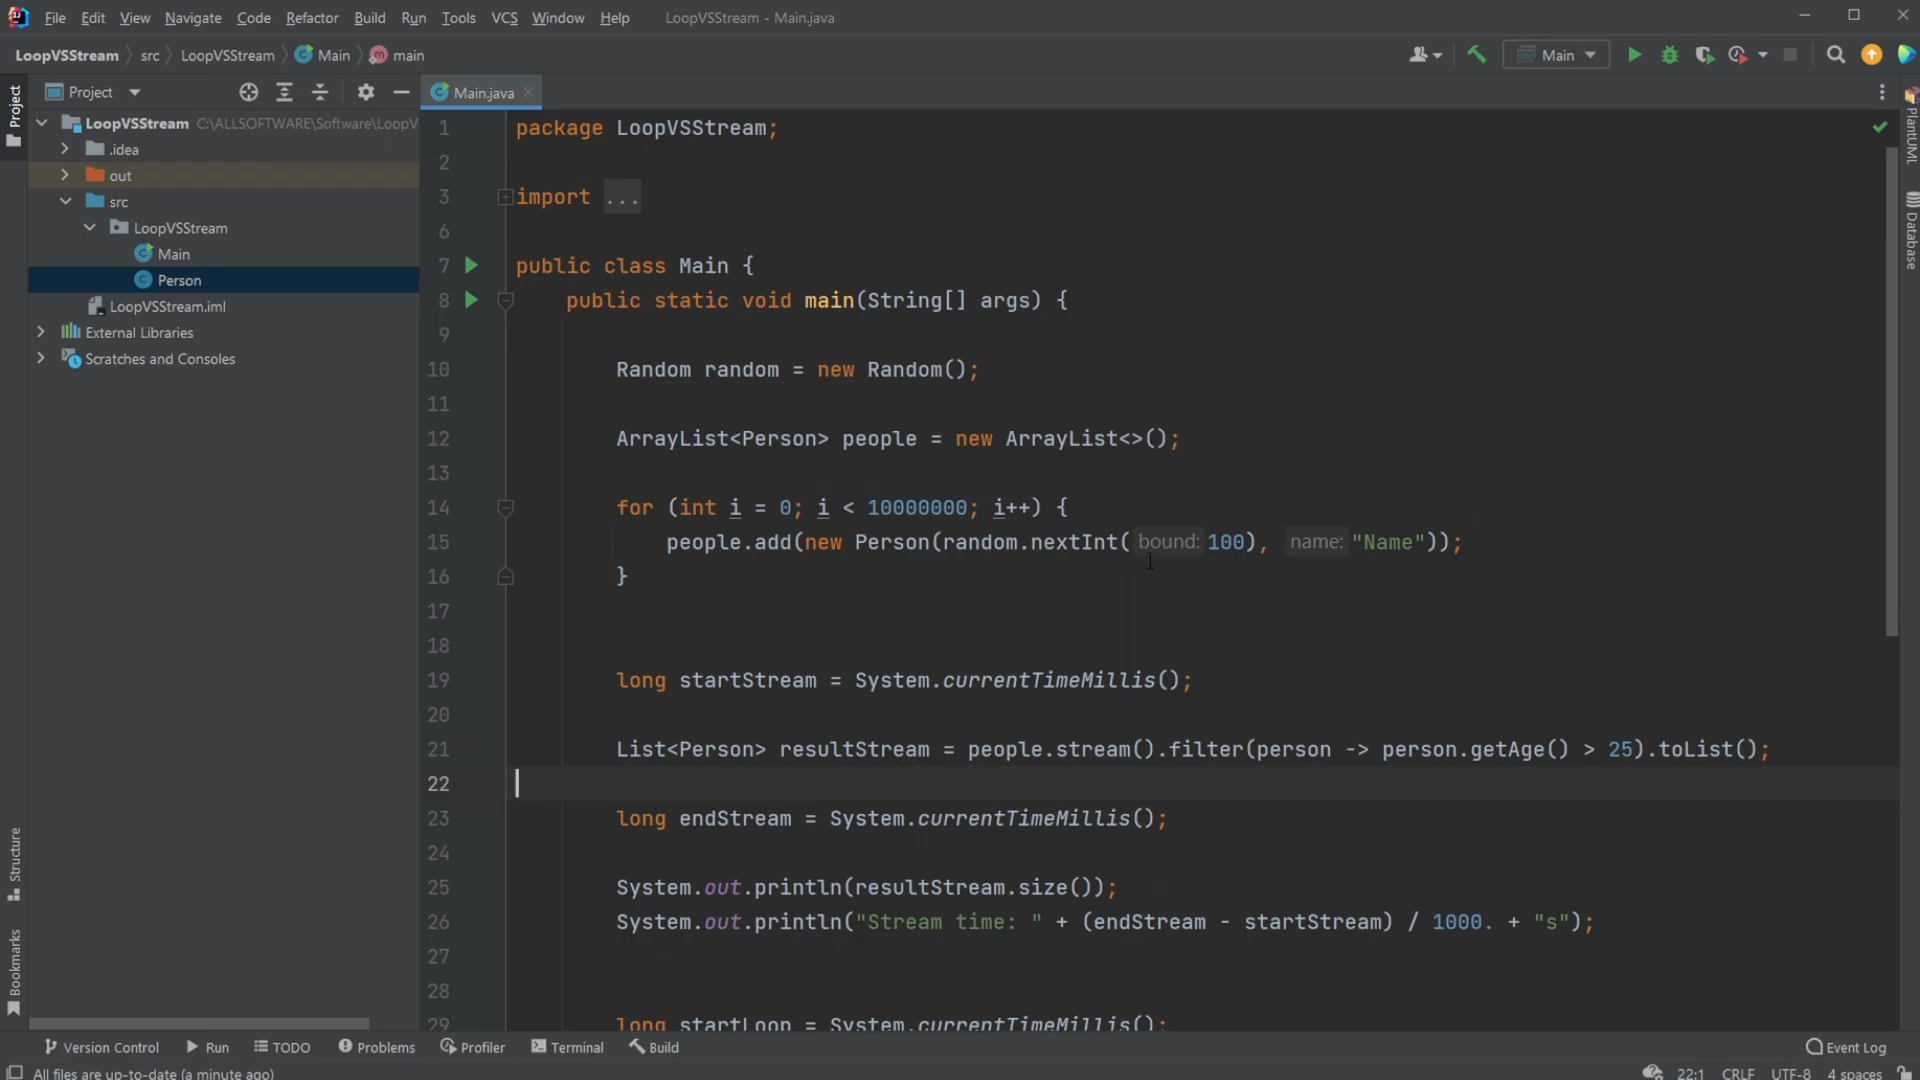 File Edit View Navigate Code Refactor Build Run Tools VCS Window Help LoopVSStream - Main.java
LoopVSStream src LoopVSStream Main main
Main
Project
Main.java
LoopVSStream C:\ALLSOFTWARE\Software\LoopV
.idea
out
src
LoopVSStream
Main
Person
LoopVSStream.iml
External Libraries
Scratches and Consoles
Project
Structure
Bookmarks
1 package LoopVSStream;
2
3 import ...
6
7 public class Main {
8 public static void main(String[] args) {
9
10 Random random = new Random();
11
12 ArrayList<Person> people = new ArrayList<>();
13
14 for (int i = 0; i < 10000000; i++) {
15 people.add(new Person(random.nextInt( bound: 100), name: "Name"));
16 }
17
18
19 long startStream = System.currentTimeMillis();
20
21 List<Person> resultStream = people.stream().filter(person -> person.getAge() > 25).toList();
22
23 long endStream = System.currentTimeMillis();
24
25 System.out.println(resultStream.size());
26 System.out.println("Stream time: " + (endStream - startStream) / 1000. + "s");
27
28
29 long startLoop = System.currentTimeMillis();
PlantUML
Database
Version Control Run TODO Problems Profiler Terminal Build Event Log
All files are up-to-date (a minute ago) 22:1 CRLF UTF-8 4 spaces